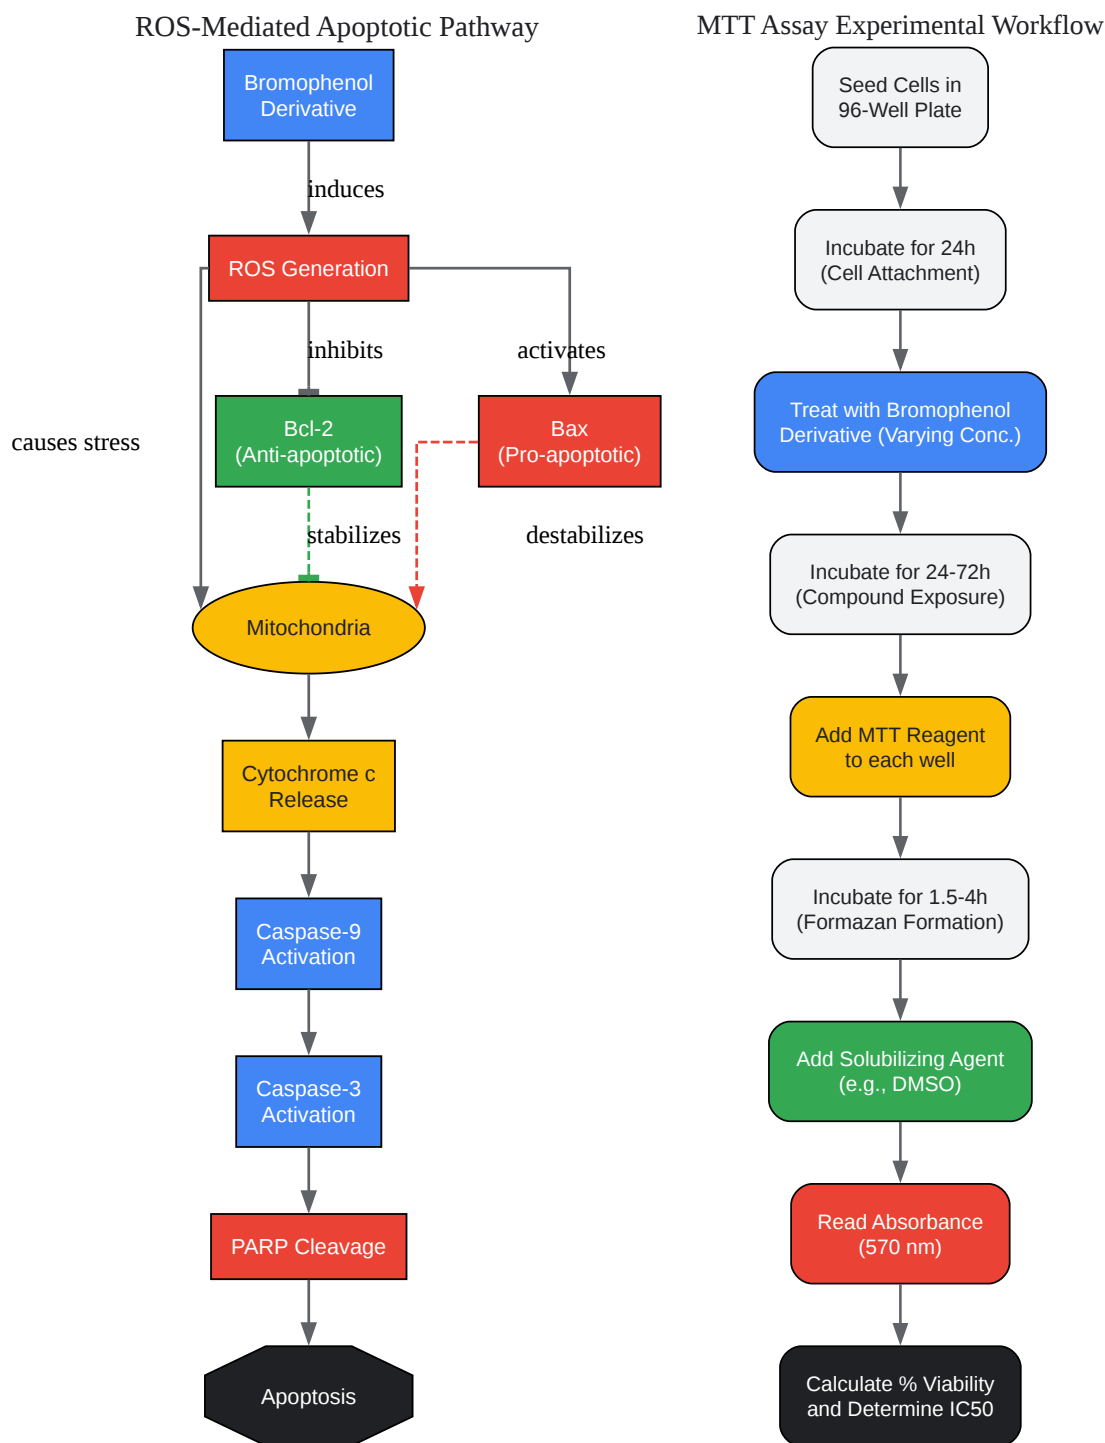 ROS-Mediated Apoptotic Pathway
Bromophenol
Derivative
induces
ROS Generation
inhibits
activates
Bcl-2
(Anti-apoptotic)
Bax
(Pro-apoptotic)
causes stress
stabilizes
destabilizes
Mitochondria
Cytochrome c
Release
Caspase-9
Activation
Caspase-3
Activation
PARP Cleavage
Apoptosis
MTT Assay Experimental Workflow
Seed Cells in
96-Well Plate
Incubate for 24h
(Cell Attachment)
Treat with Bromophenol
Derivative (Varying Conc.)
Incubate for 24-72h
(Compound Exposure)
Add MTT Reagent
to each well
Incubate for 1.5-4h
(Formazan Formation)
Add Solubilizing Agent
(e.g., DMSO)
Read Absorbance
(570 nm)
Calculate % Viability
and Determine IC50